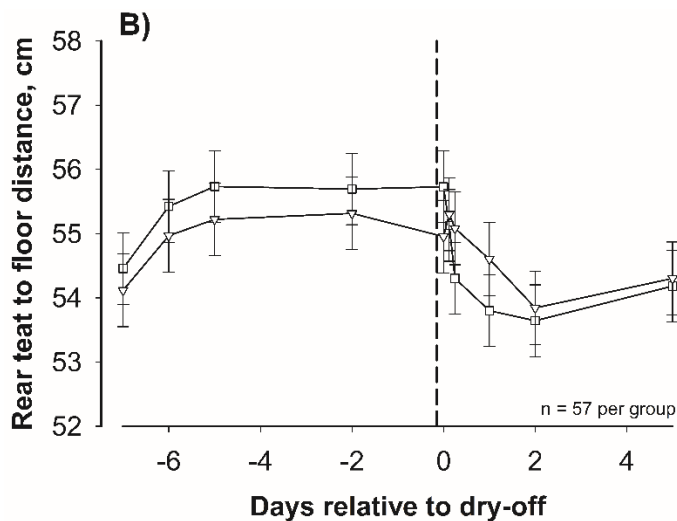 B)
Rear teat to floor distance, cm
58
57
56
55
54
53
52
n = 57 per group
-6 -4 -2 0 2 4
Days relative to dry-off